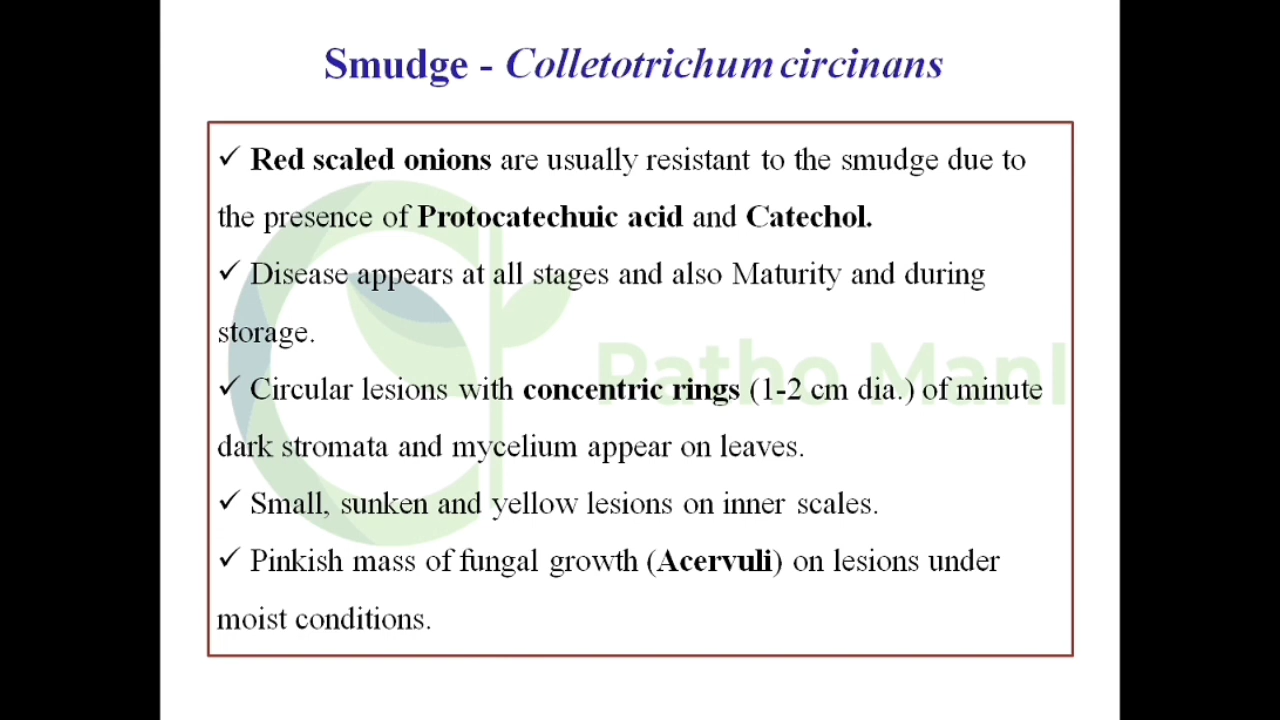 Smudge - Colletotrichum circinans
✓ Red scaled onions are usually resistant to the smudge due to
the presence of Protocatechuic acid and Catechol.
✓ Disease appears at all stages and also Maturity and during
storage.
✓ Circular lesions with concentric rings (1-2 cm dia.) of minute
dark stromata and mycelium appear on leaves.
✓ Small, sunken and yellow lesions on inner scales.
✓ Pinkish mass of fungal growth (Acervuli) on lesions under
moist conditions.
Patho Mani